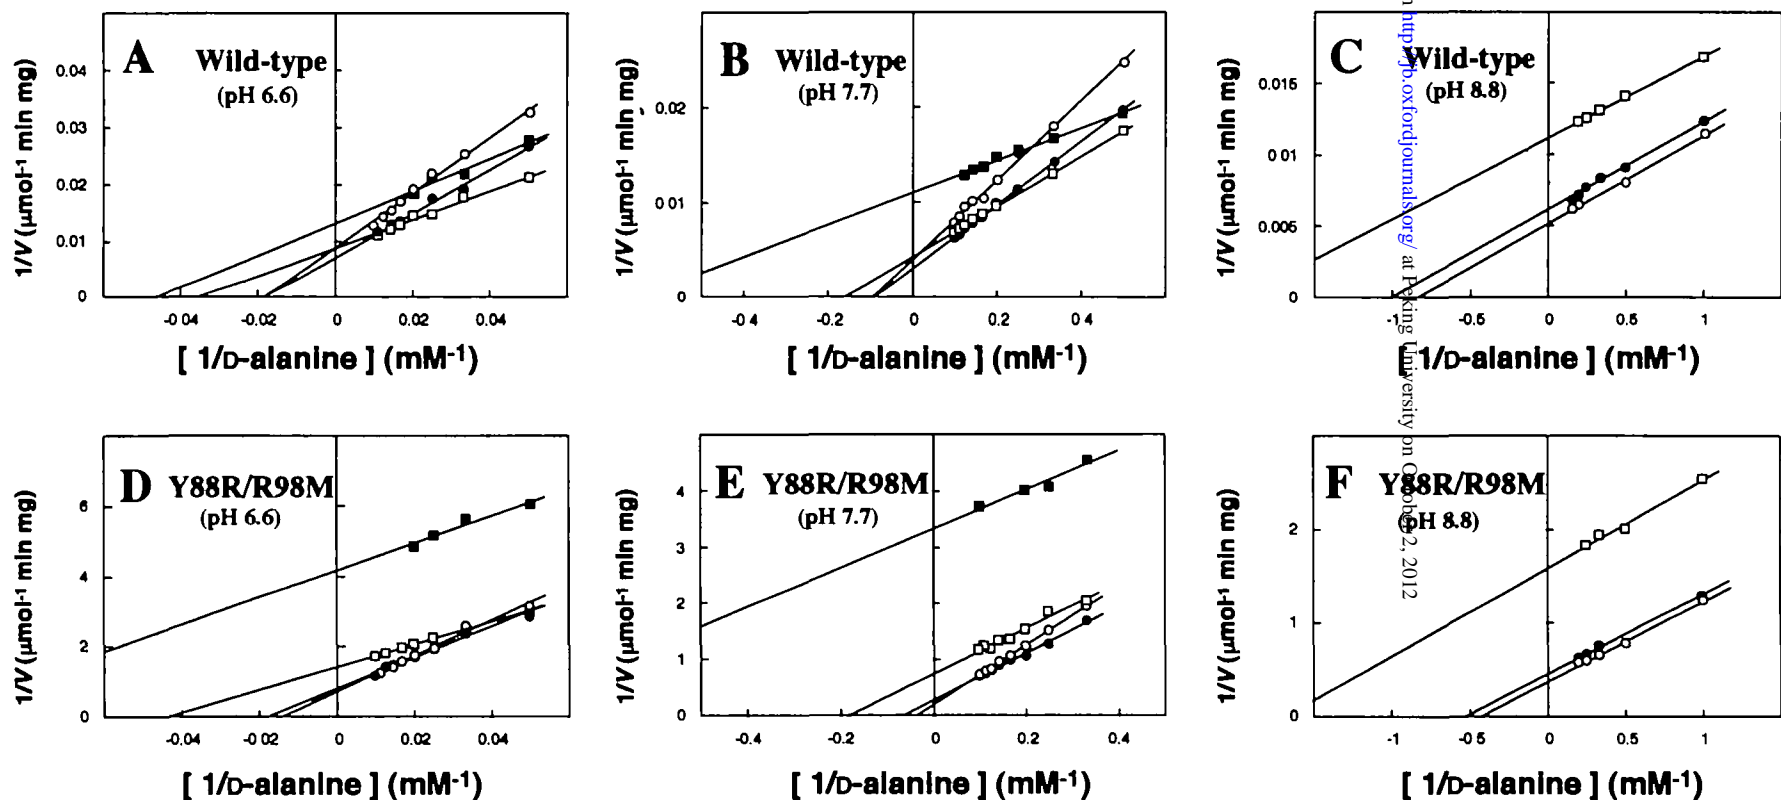 A
Wild-type
(pH 6.6)
1/V (μmol-1 min mg)
0.04
0.03
0.02
0.01
0
-0 04
-0.02
0
0.02
0.04
[ 1/D-alanine ] (mM-1)
B
Wild-type
(pH 7.7)
1/V (μmol-1 min mg)
0.02
0 01
0
-0 4
-0.2
0
0.2
0 4
[ 1/D-alanine ] (mM-1)
C
Wild-type
(pH 8.8)
1/V (μmol-1 min mg)
0.015
0 01
0.005
0
-1
-0.5
0
0.5
1
[ 1/D-alanine ] (mM-1)
D
Y88R/R98M
(pH 6.6)
1/V (μmol-1 min mg)
6
4
2
0
-0.04
-0 02
0
0.02
0.04
[ 1/D-alanine ] (mM-1)
E
Y88R/R98M
(pH 7.7)
1/V (μmol-1 min mg)
4
3
2
1
0
-0.4
-0.2
0
0.2
0.4
[ 1/D-alanine ] (mM-1)
F
Y88R/R98M
(pH 8.8)
1/V (μmol-1 min mg)
2
1
0
-1
-0 5
0
0.5
1
[ 1/D-alanine ] (mM-1)
http://jb.oxfordjournals.org/ at Peking University on October 2, 2012